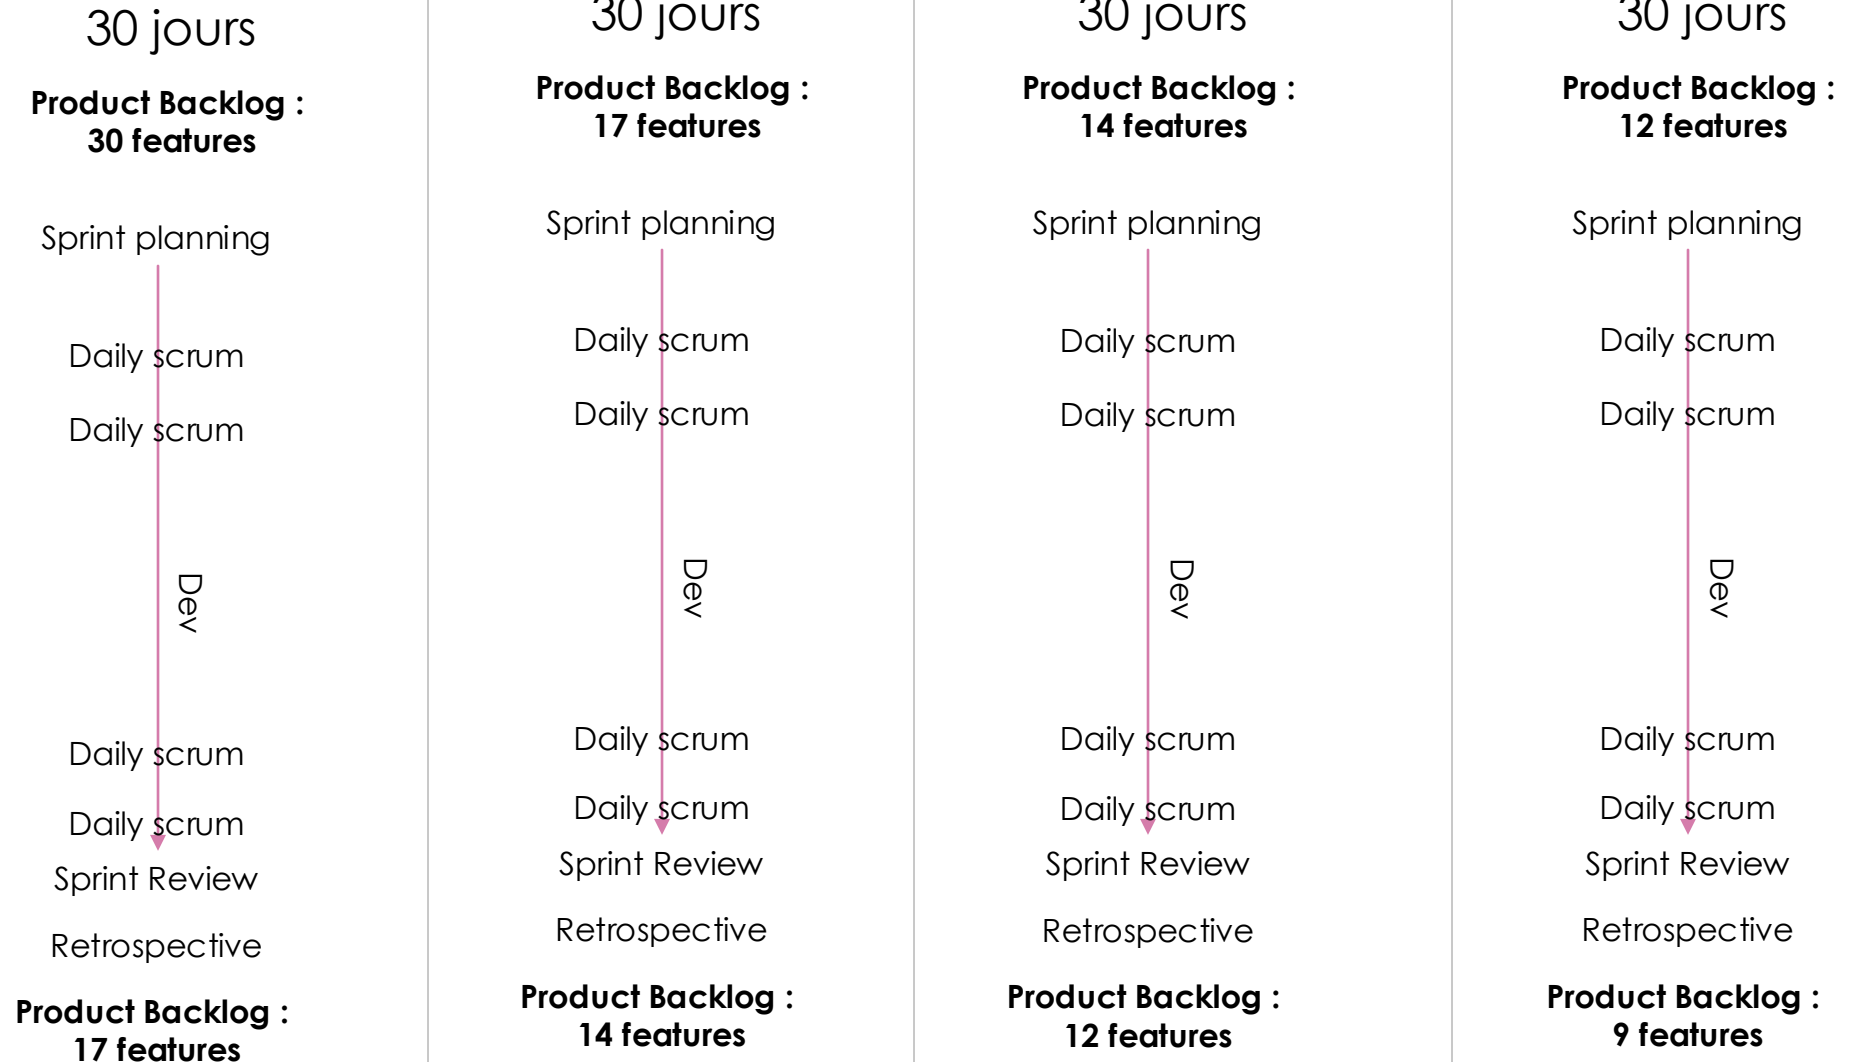 30 jours
Product Backlog :
30 features
Sprint planning
Daily scrum
Daily scrum
Dev
Daily scrum
Daily scrum
Sprint Review
Retrospective
Product Backlog :
17 features
30 jours
Product Backlog :
17 features
Sprint planning
Daily scrum
Daily scrum
Dev
Daily scrum
Daily scrum
Sprint Review
Retrospective
Product Backlog :
14 features
30 jours
Product Backlog :
14 features
Sprint planning
Daily scrum
Daily scrum
Dev
Daily scrum
Daily scrum
Sprint Review
Retrospective
Product Backlog :
12 features
30 jours
Product Backlog :
12 features
Sprint planning
Daily scrum
Daily scrum
Dev
Daily scrum
Daily scrum
Sprint Review
Retrospective
Product Backlog :
9 features